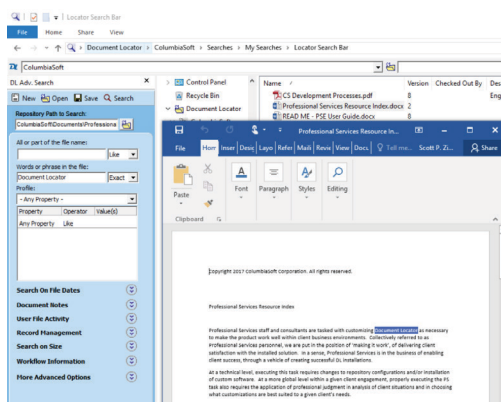 Locator Search Bar
File Home Share View
Document Locator > ColumbiaSoft > Searches > My Searches > Locator Search Bar
ColumbiaSoft
DL Adv. Search ×
New Open Save Search
Repository Path to Search:
ColumbiaSoft\Documents\Professiona
All or part of the file name:
Like
Words or phrase in the file:
Document Locator Exact
Profile:
- Any Property -
Property Operator Value(s)
Any Property Like
Search On File Dates
Document Notes
User File Activity
Record Management
Search on Size
Workflow Information
More Advanced Options
Control Panel
Recycle Bin
Document Locator
ColumbiaSoft
Name Version Checked Out By Des
CS Development Processes.pdf 8 Eng
Professional Services Resource Index.docx 2
READ ME - PSE User Guide.docx 8
Professional Services Resource In...
File Hom Inser Desig Layo Refer Maili Revie View Docu Tell me... Scott P. Zi... Share
Paste Font Paragraph Styles Editing
Clipboard
Copyright 2017 ColumbiaSoft Corporation. All rights reserved.
Professional Services Resource Index
Professional Services staff and consultants are tasked with customizing Document Locator as necessary
to make the product work well within client business environments. Collectively referred to as
Professional Services personnel, we are put in the position of 'making it work', of delivering client
satisfaction with the installed solution. In a sense, Professional Services is in the business of enabling
client success, through a vehicle of creating successful DL installations.
At a technical level, executing this task requires changes to repository configurations and/or installation
of custom software. At a more global level within a given client engagement, properly executing the PS
task also requires the application of professional judgment in analysis of client situations and in choosing
what customizations are best suited to a given client's needs.